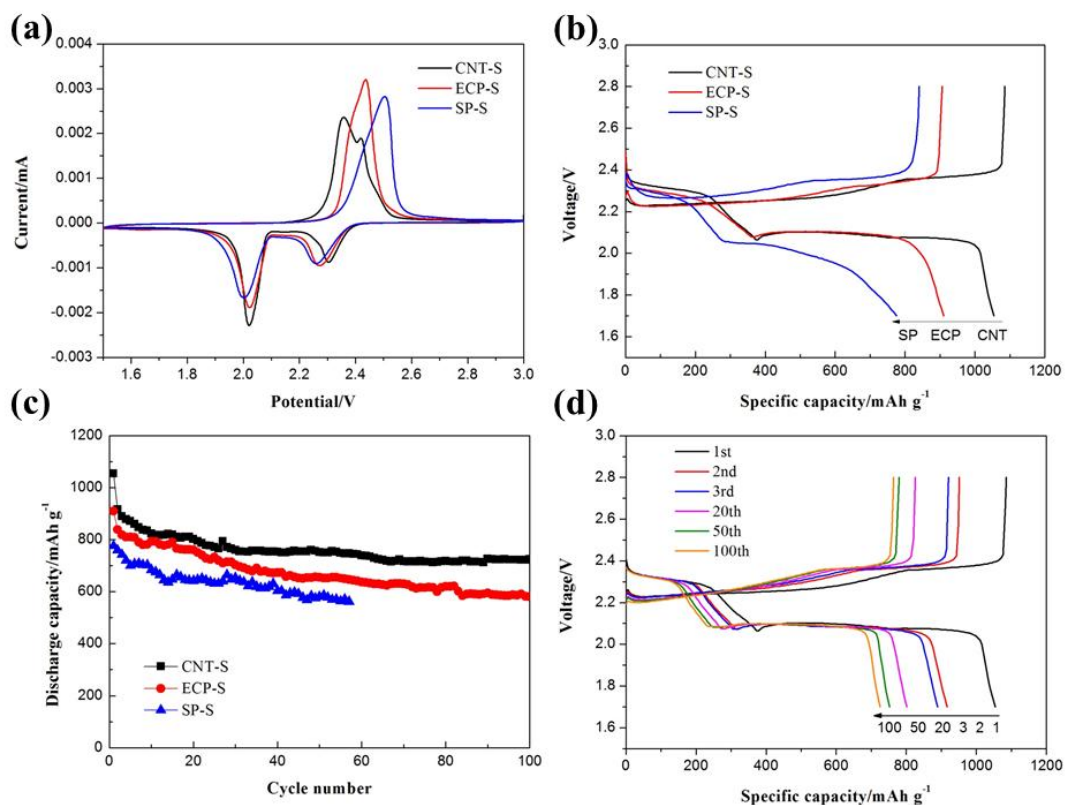 (a)
0.004
0.003
0.002
0.001
0.000
-0.001
-0.002
-0.003
Current/mA
CNT-S
ECP-S
SP-S
1.6 1.8 2.0 2.2 2.4 2.6 2.8 3.0
Potential/V
(b)
3.0
2.8
2.6
2.4
2.2
2.0
1.8
1.6
Voltage/V
CNT-S
ECP-S
SP-S
SP ECP CNT
0 200 400 600 800 1000 1200
Specific capacity/mAh g⁻¹
(c)
1200
1000
800
600
400
200
0
Discharge capacity/mAh g⁻¹
CNT-S
ECP-S
SP-S
0 20 40 60 80 100
Cycle number
(d)
3.0
2.8
2.6
2.4
2.2
2.0
1.8
1.6
Voltage/V
1st
2nd
3rd
20th
50th
100th
100 50 20 3 2 1
0 200 400 600 800 1000 1200
Specific capacity/mAh g⁻¹